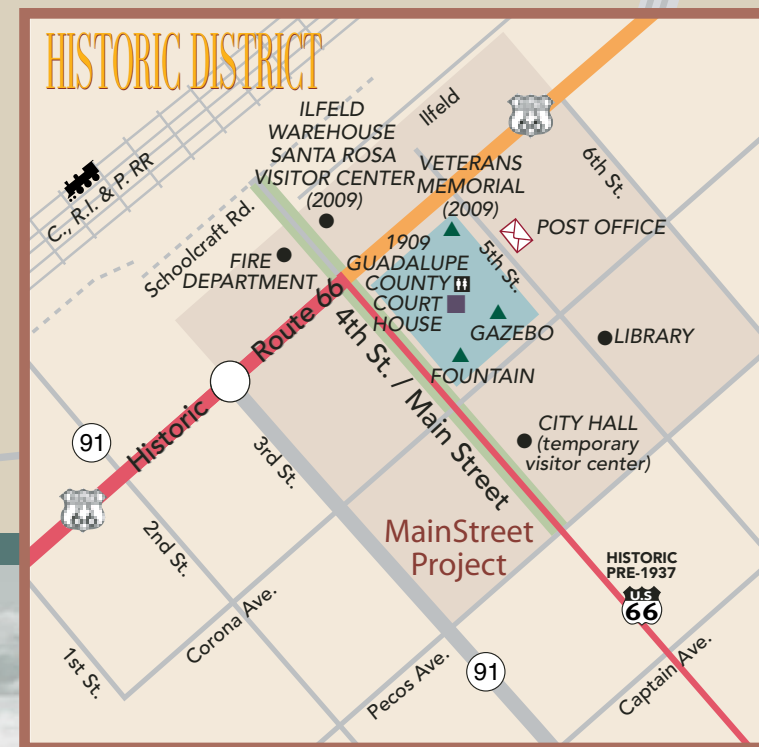 HISTORIC DISTRICT
Ilfeld
ILFELD
WAREHOUSE
SANTA ROSA
VISITOR CENTER
(2009)
C., R.I. & P. RR
Schoolcraft Rd.
FIRE
DEPARTMENT
VETERANS
MEMORIAL
(2009)
6th St.
POST OFFICE
5th St.
1909
GUADALUPE
COUNTY
COURT
HOUSE
GAZEBO
FOUNTAIN
LIBRARY
CITY HALL
(temporary
visitor center)
Historic Route 66
4th St. / Main Street
91
3rd St.
2nd St.
1st St.
MainStreet
Project
HISTORIC
PRE-1937
U.S
66
Corona Ave.
Pecos Ave.
91
Captain Ave.